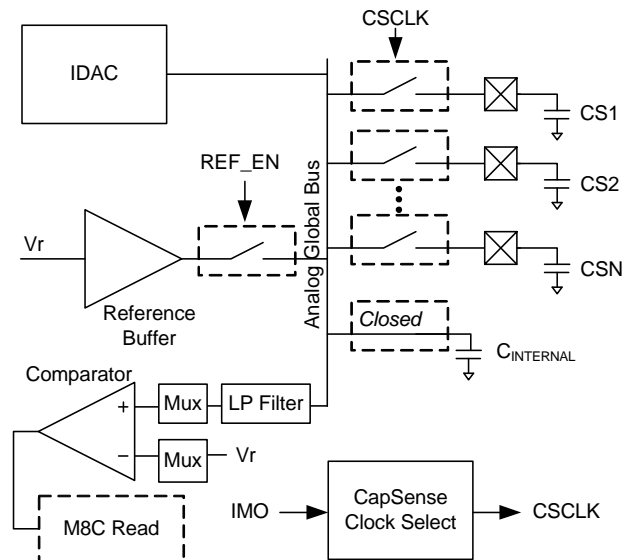 CSCLK
IDAC
CS1
REF_EN
CS2
Vr
Reference
Buffer
Analog Global Bus
CSN
Closed
CINTERNAL
Comparator
+
Mux
LP Filter
–
Mux
Vr
M8C Read
IMO
CapSense
Clock Select
CSCLK